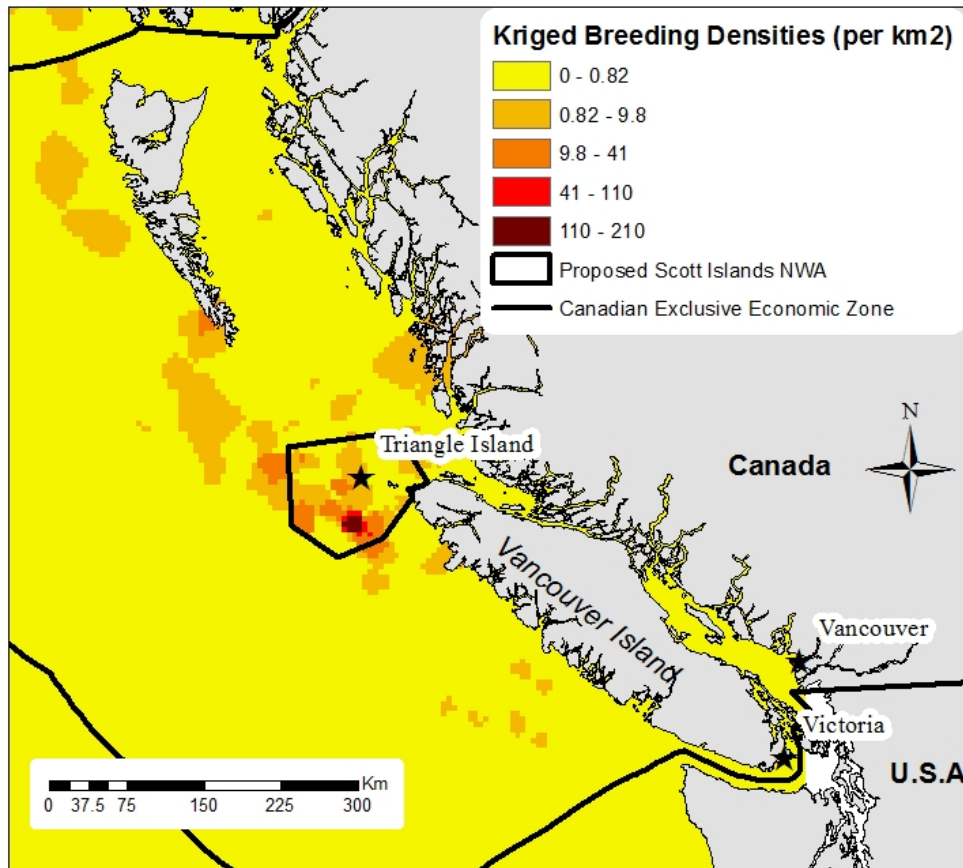 Kriged Breeding Densities (per km2)
0 - 0.82
0.82 - 9.8
9.8 - 41
41 - 110
110 - 210
Proposed Scott Islands NWA
Canadian Exclusive Economic Zone
N
Triangle Island
Canada
Vancouver Island
Vancouver
Victoria
U.S.A
Km
0 37.5 75 150 225 300